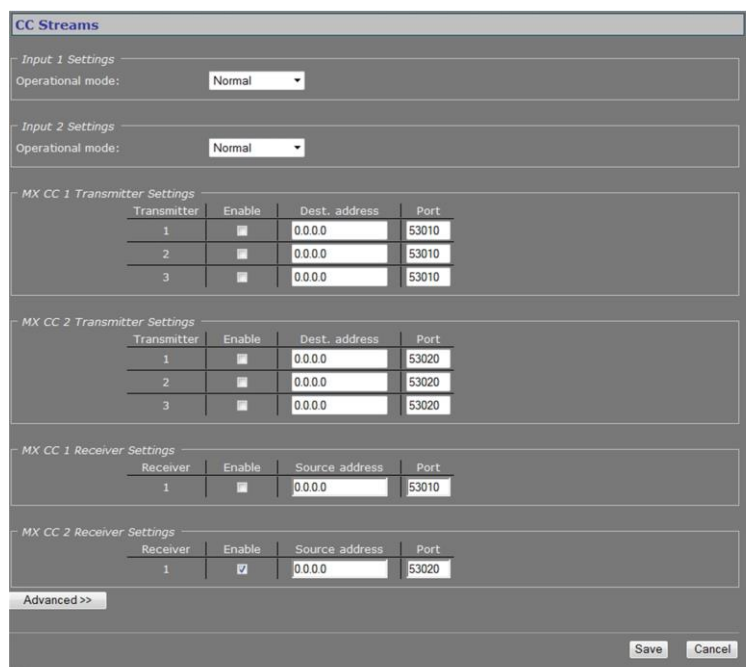 CC Streams
Input 1 Settings
Operational mode: Normal
Input 2 Settings
Operational mode: Normal
MX CC 1 Transmitter Settings
Transmitter Enable Dest. address Port
1 0.0.0.0 53010
2 0.0.0.0 53010
3 0.0.0.0 53010
MX CC 2 Transmitter Settings
Transmitter Enable Dest. address Port
1 0.0.0.0 53020
2 0.0.0.0 53020
3 0.0.0.0 53020
MX CC 1 Receiver Settings
Receiver Enable Source address Port
1 0.0.0.0 53010
MX CC 2 Receiver Settings
Receiver Enable Source address Port
1 0.0.0.0 53020
Advanced >>
Save Cancel